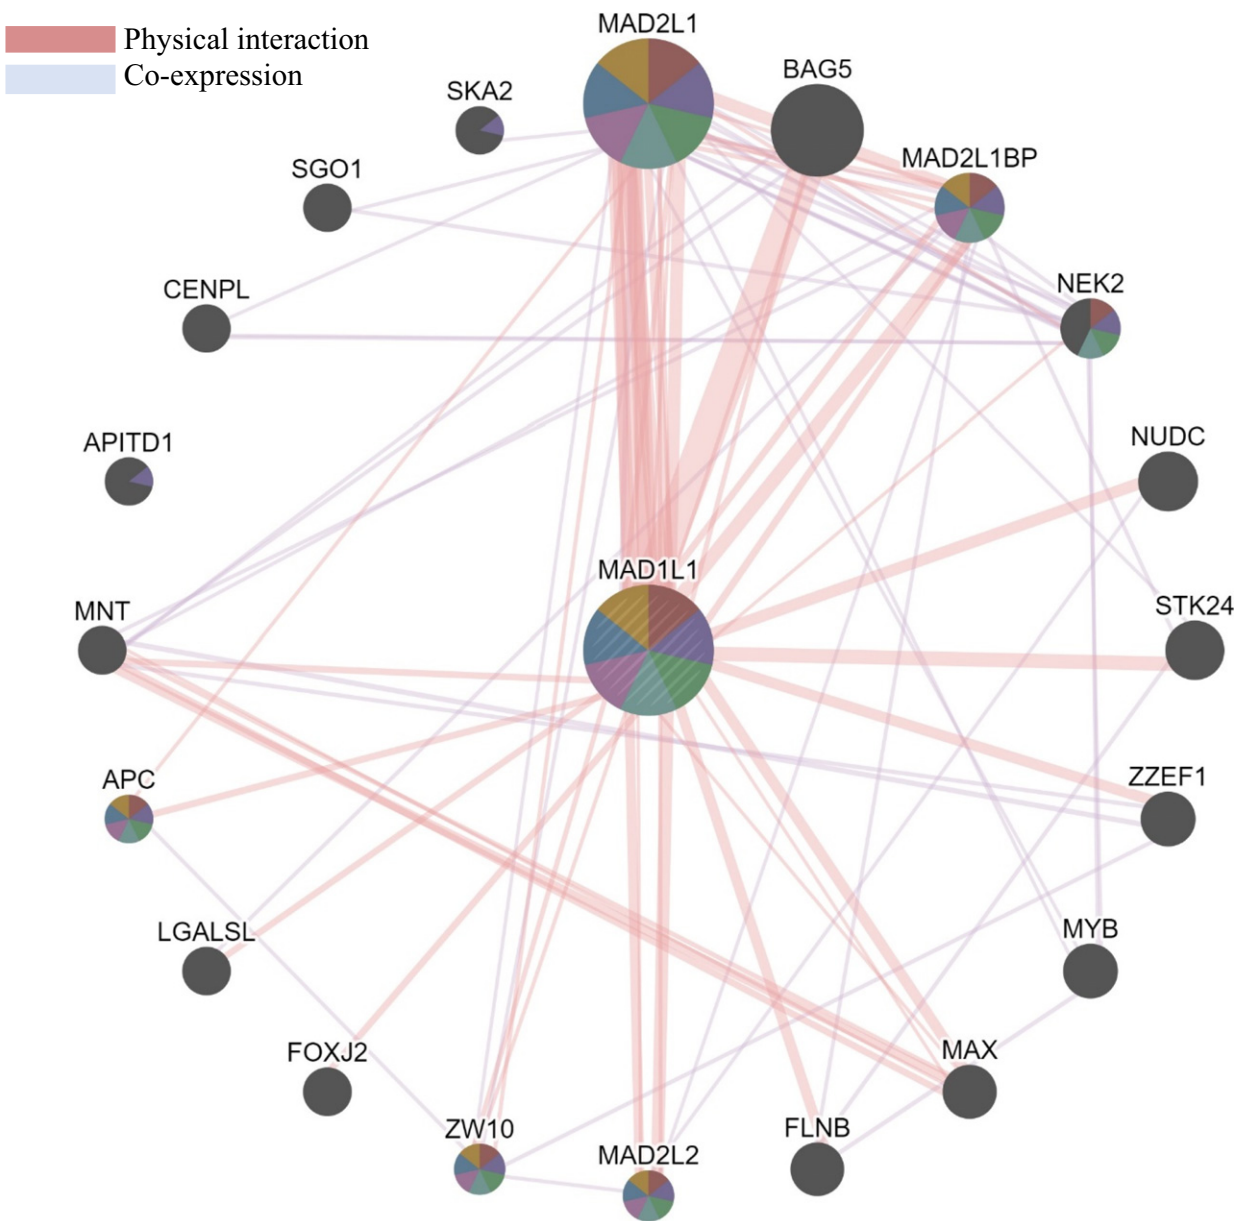 Physical interaction
Co-expression
MAD2L1
BAG5
SKA2
MAD2L1BP
SGO1
NEK2
CENPL
NUDC
APITD1
MAD1L1
STK24
MNT
ZZEF1
APC
MYB
LGALSL
MAX
FOXJ2
FLNB
ZW10
MAD2L2